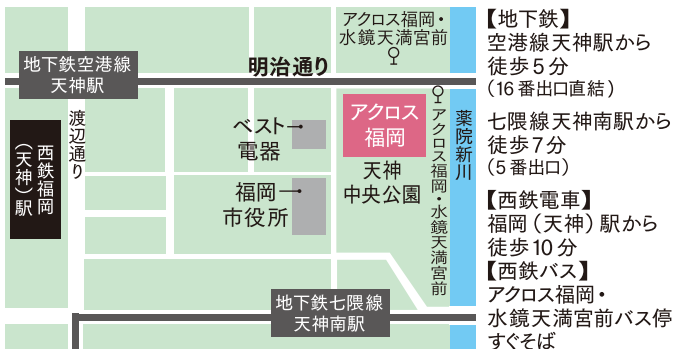 アクロス福岡・
水鏡天満宮前
地下鉄空港線
天神駅
明治通り
渡辺通り
西鉄福岡
（天神）駅
ベスト
電器
アクロス
福岡
アクロス福岡・水鏡天満宮前
薬院新川
天神
中央公園
福岡
市役所
地下鉄七隈線
天神南駅
【地下鉄】
空港線天神駅から
徒歩5分
（16番出口直結）
七隈線天神南駅から
徒歩7分
（5番出口）
【西鉄電車】
福岡（天神）駅から
徒歩10分
【西鉄バス】
アクロス福岡・
水鏡天満宮前バス停
すぐそば